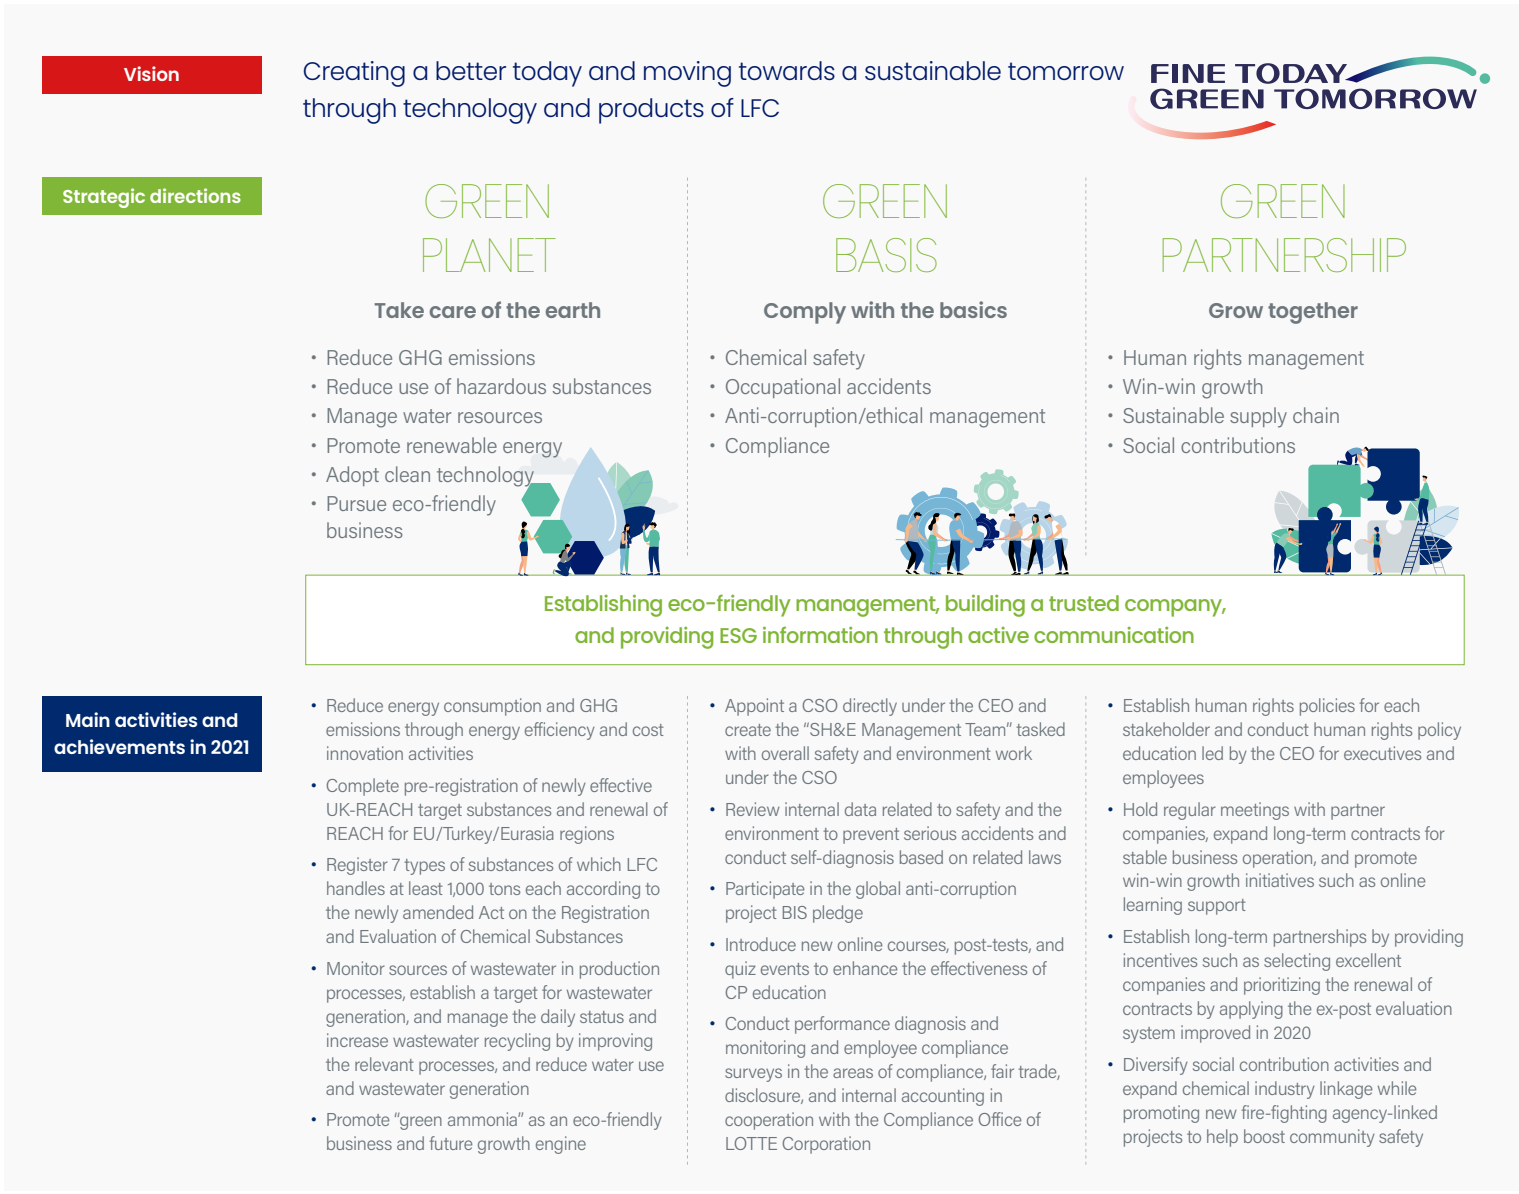 Vision
Creating a better today and moving towards a sustainable tomorrow
through technology and products of LFC
FINE TODAY
GREEN TOMORROW
Strategic directions
GREEN
PLANET
Take care of the earth
• Reduce GHG emissions
• Reduce use of hazardous substances
• Manage water resources
• Promote renewable energy
• Adopt clean technology
• Pursue eco-friendly
business
GREEN
BASIS
Comply with the basics
• Chemical safety
• Occupational accidents
• Anti-corruption/ethical management
• Compliance
GREEN
PARTNERSHIP
Grow together
• Human rights management
• Win-win growth
• Sustainable supply chain
• Social contributions
Establishing eco-friendly management, building a trusted company,
and providing ESG information through active communication
Main activities and
achievements in 2021
• Reduce energy consumption and GHG
emissions through energy efficiency and cost
innovation activities
• Complete pre-registration of newly effective
UK-REACH target substances and renewal of
REACH for EU/Turkey/Eurasia regions
• Register 7 types of substances of which LFC
handles at least 1,000 tons each according to
the newly amended Act on the Registration
and Evaluation of Chemical Substances
• Monitor sources of wastewater in production
processes, establish a target for wastewater
generation, and manage the daily status and
increase wastewater recycling by improving
the relevant processes, and reduce water use
and wastewater generation
• Promote “green ammonia” as an eco-friendly
business and future growth engine
• Appoint a CSO directly under the CEO and
create the “SH&E Management Team” tasked
with overall safety and environment work
under the CSO
• Review internal data related to safety and the
environment to prevent serious accidents and
conduct self-diagnosis based on related laws
• Participate in the global anti-corruption
project BIS pledge
• Introduce new online courses, post-tests, and
quiz events to enhance the effectiveness of
CP education
• Conduct performance diagnosis and
monitoring and employee compliance
surveys in the areas of compliance, fair trade,
disclosure, and internal accounting in
cooperation with the Compliance Office of
LOTTE Corporation
• Establish human rights policies for each
stakeholder and conduct human rights policy
education led by the CEO for executives and
employees
• Hold regular meetings with partner
companies, expand long-term contracts for
stable business operation, and promote
win-win growth initiatives such as online
learning support
• Establish long-term partnerships by providing
incentives such as selecting excellent
companies and prioritizing the renewal of
contracts by applying the ex-post evaluation
system improved in 2020
• Diversify social contribution activities and
expand chemical industry linkage while
promoting new fire-fighting agency-linked
projects to help boost community safety